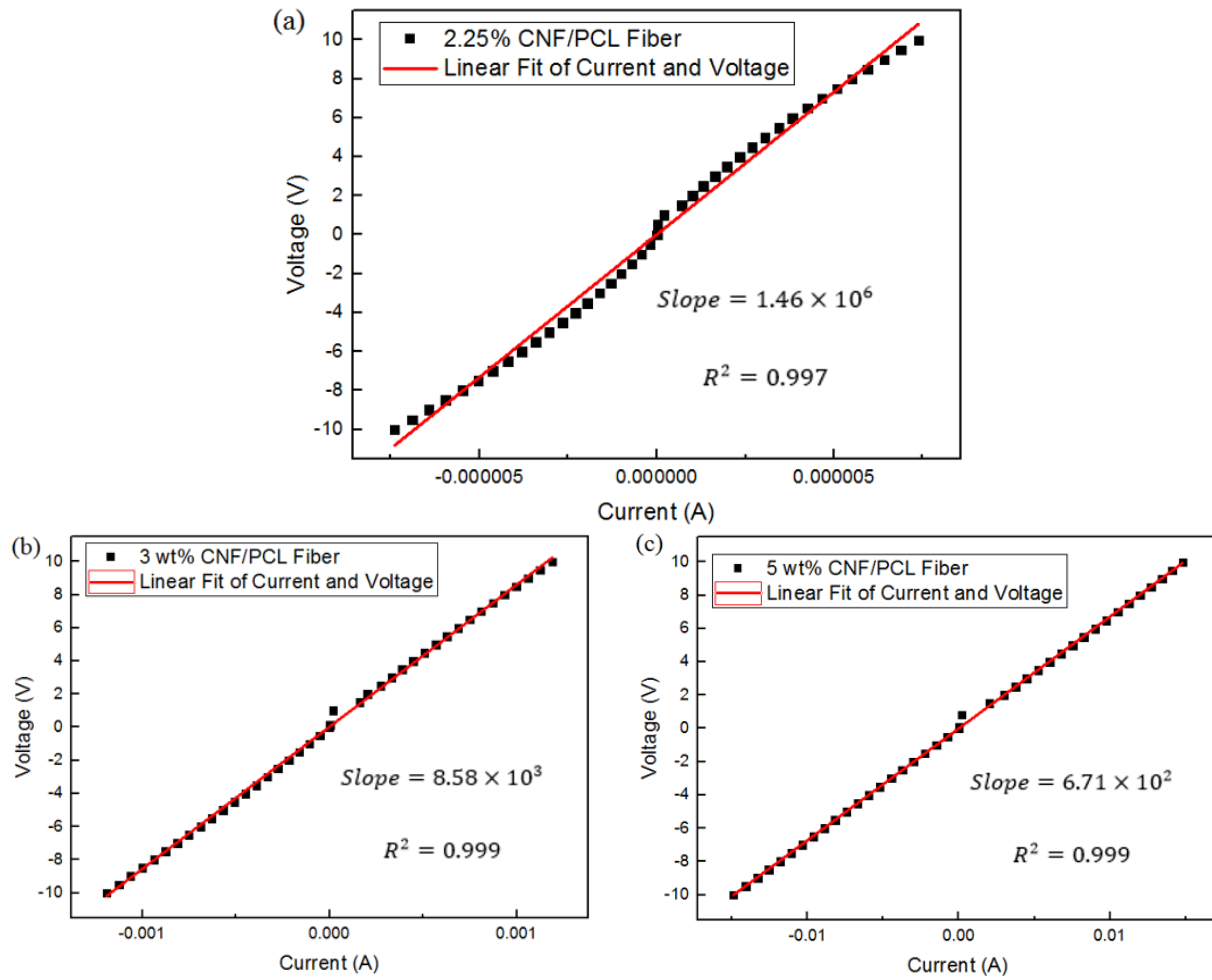 (a)
2.25% CNF/PCL Fiber
Linear Fit of Current and Voltage
10
8
6
4
2
0
-2
-4
-6
-8
-10
Voltage (V)
Slope = 1.46 × 10⁶
R² = 0.997
-0.000005 0.000000 0.000005
Current (A)
(b)
3 wt% CNF/PCL Fiber
Linear Fit of Current and Voltage
10
8
6
4
2
0
-2
-4
-6
-8
-10
Voltage (V)
Slope = 8.58 × 10³
R² = 0.999
-0.001 0.000 0.001
Current (A)
(c)
5 wt% CNF/PCL Fiber
Linear Fit of Current and Voltage
10
8
6
4
2
0
-2
-4
-6
-8
-10
Voltage (V)
Slope = 6.71 × 10²
R² = 0.999
-0.01 0.00 0.01
Current (A)